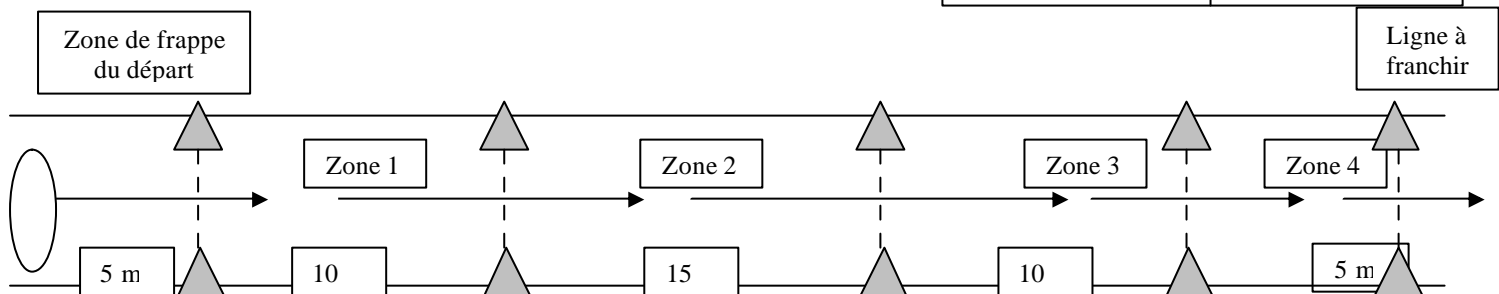 Zone de frappe
du départ
Ligne à
franchir
Zone 1
Zone 2
Zone 3
Zone 4
5 m
10
15
10
5 m